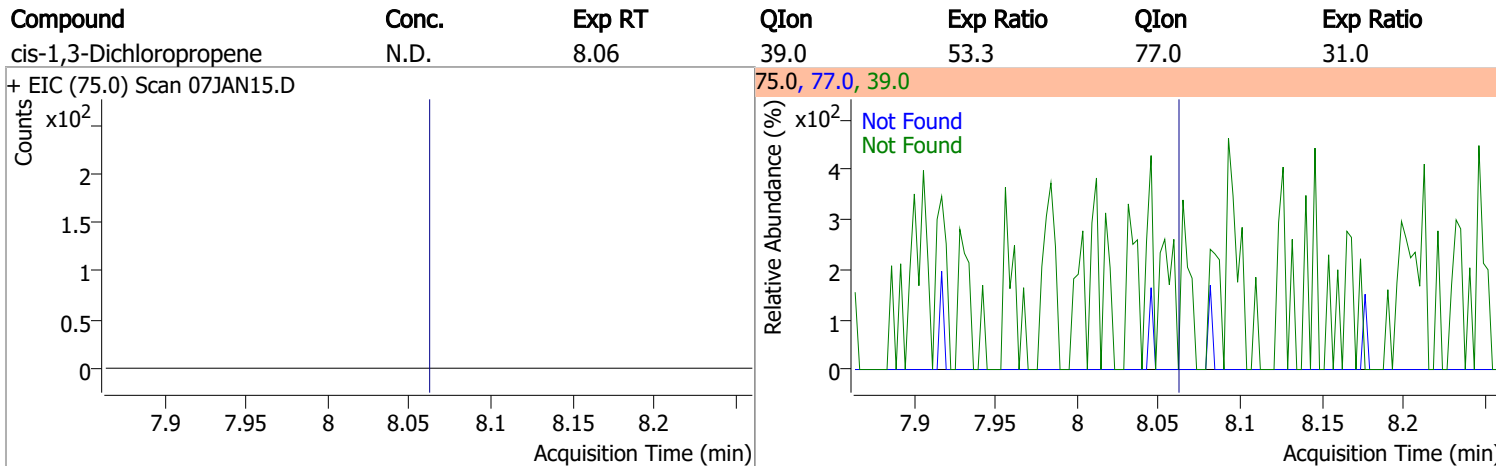 Compound Conc. Exp RT QIon Exp Ratio QIon Exp Ratio
cis-1,3-Dichloropropene N.D. 8.06 39.0 53.3 77.0 31.0
+ EIC (75.0) Scan 07JAN15.D
Counts
x10²
2
1.5
1
0.5
0
7.9 7.95 8 8.05 8.1 8.15 8.2
Acquisition Time (min)
75.0, 77.0, 39.0
Relative Abundance (%)
x10²
Not Found
Not Found
4
3
2
1
0
7.9 7.95 8 8.05 8.1 8.15 8.2
Acquisition Time (min)